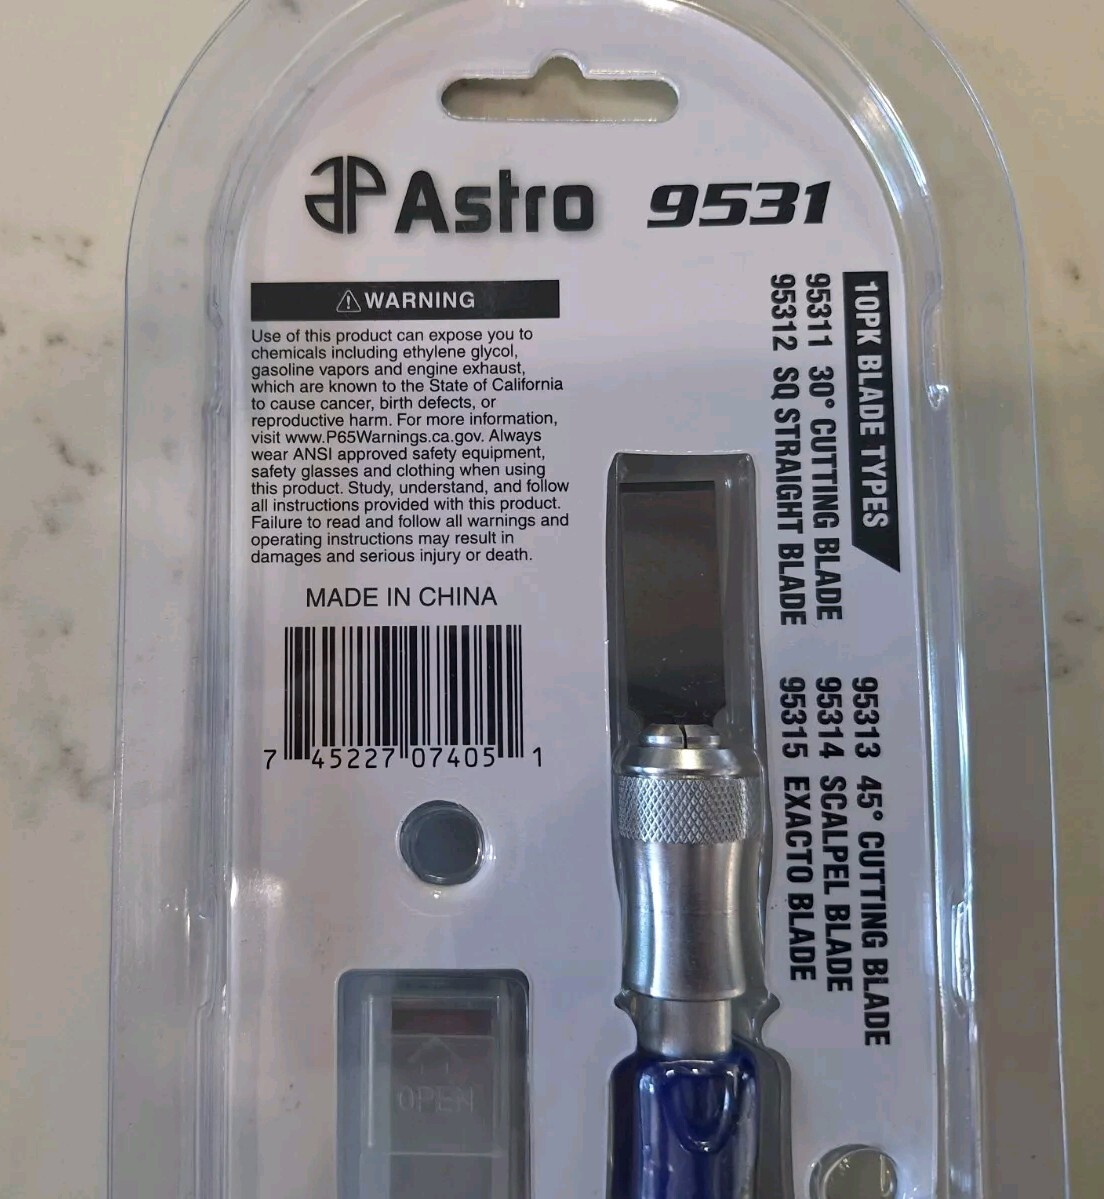 AP Astro 9531
WARNING
Use of this product can expose you to
chemicals including ethylene glycol,
gasoline vapors and engine exhaust,
which are known to the State of California
to cause cancer, birth defects, or
reproductive harm. For more information,
visit www.P65Warnings.ca.gov. Always
wear ANSI approved safety equipment,
safety glasses and clothing when using
this product. Study, understand, and follow
all instructions provided with this product.
Failure to read and follow all warnings and
operating instructions may result in
damages and serious injury or death.
MADE IN CHINA
7 45227 07405 1
10PK BLADE TYPES
95311 30° CUTTING BLADE
95312 SQ STRAIGHT BLADE
95313 45° CUTTING BLADE
95314 SCALPEL BLADE
95315 EXACTO BLADE
OPEN